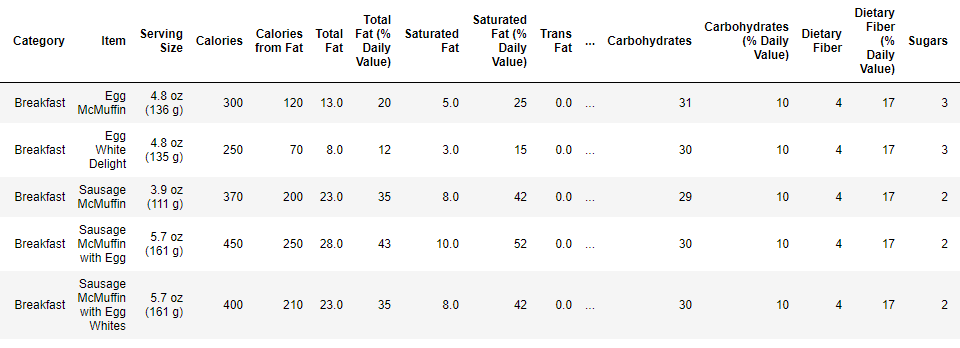 Category Item Serving Size Calories Calories from Fat Total Fat Total Fat (% Daily Value) Saturated Fat Saturated Fat (% Daily Value) Trans Fat ... Carbohydrates Carbohydrates (% Daily Value) Dietary Fiber Dietary Fiber (% Daily Value) Sugars
Breakfast Egg McMuffin 4.8 oz (136 g) 300 120 13.0 20 5.0 25 0.0 ... 31 10 4 17 3
Breakfast Egg White Delight 4.8 oz (135 g) 250 70 8.0 12 3.0 15 0.0 ... 30 10 4 17 3
Breakfast Sausage McMuffin 3.9 oz (111 g) 370 200 23.0 35 8.0 42 0.0 ... 29 10 4 17 2
Breakfast Sausage McMuffin with Egg 5.7 oz (161 g) 450 250 28.0 43 10.0 52 0.0 ... 30 10 4 17 2
Breakfast Sausage McMuffin with Egg Whites 5.7 oz (161 g) 400 210 23.0 35 8.0 42 0.0 ... 30 10 4 17 2